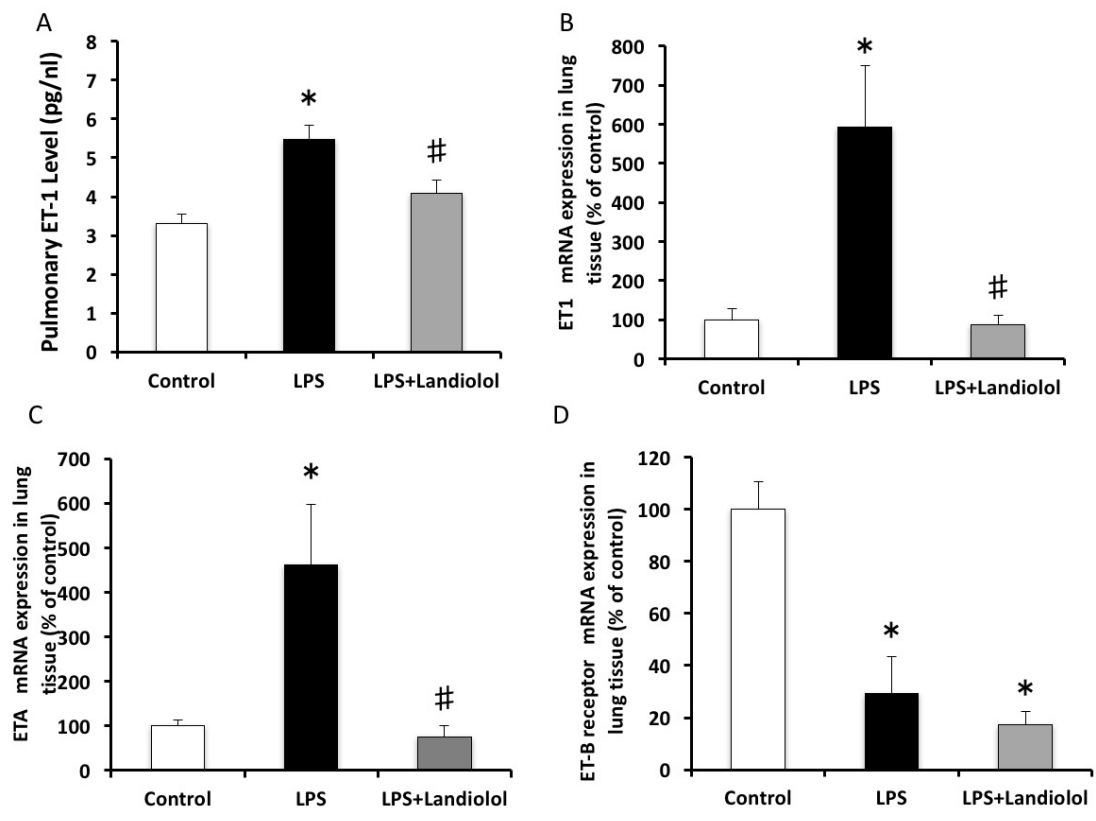 A
Pulmonary ET-1 Level (pg/nl)
8
7
6
5
4
3
2
1
0
*
#
Control
LPS
LPS+Landiolol
B
ET1 mRNA expression in lung
tissue (% of control)
800
700
600
500
400
300
200
100
0
*
#
Control
LPS
LPS+Landiolol
C
ETA mRNA expression in lung
tissue (% of control)
700
600
500
400
300
200
100
0
*
#
Control
LPS
LPS+Landiolol
D
ET-B receptor mRNA expression in
lung tissue (% of control)
120
100
80
60
40
20
0
*
*
Control
LPS
LPS+Landiolol